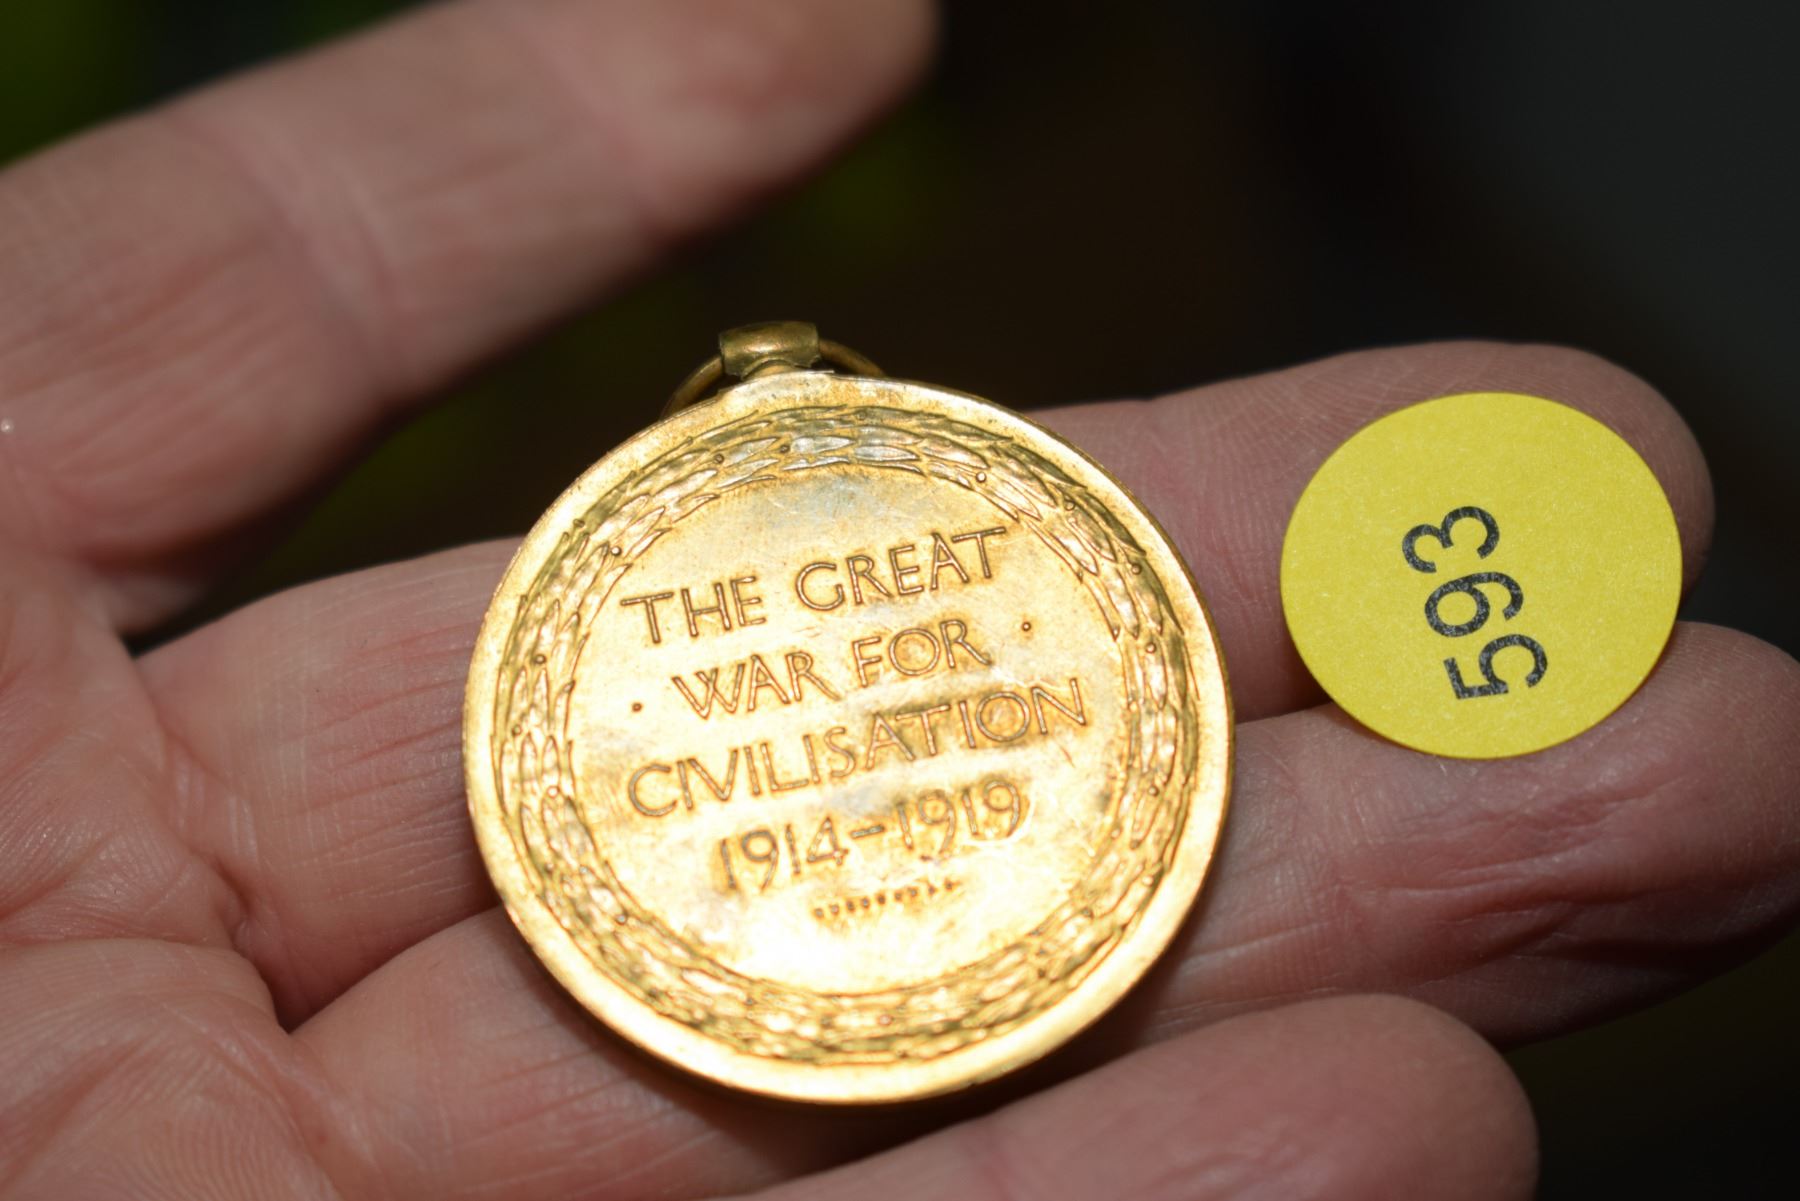 THE GREAT
WAR FOR
CIVILISATION
1914-1919
593